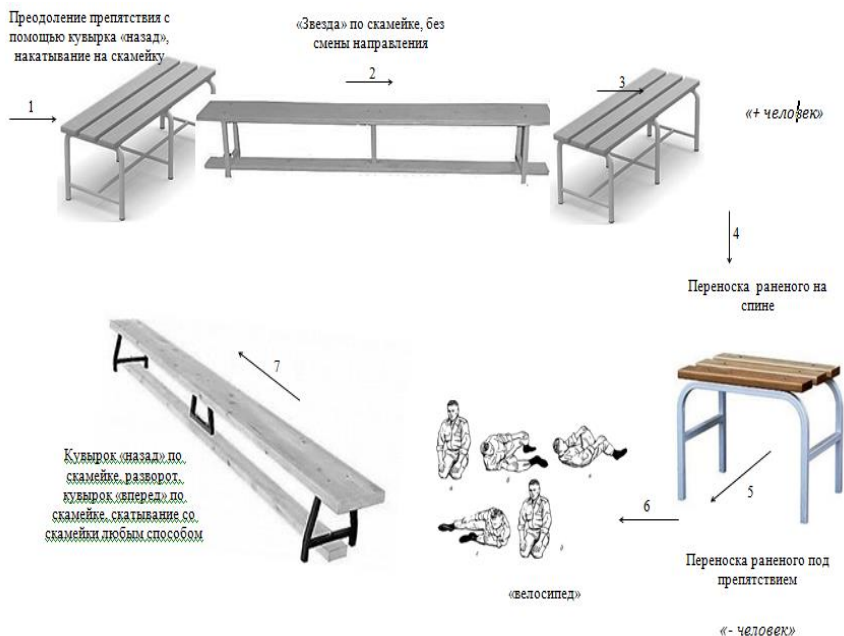 Преодоление препятствия с
помощью кувырка «назад»,
накатывание на скамейку
1
«Звезда» по скамейке, без
смены направления
2
3
«+ человек»
4
Переноска раненого на
спине
5
Переноска раненого под
препятствием
«- человек»
6
«велосипед»
7
Кувырок «назад» по
скамейке, разворот,
кувырок «вперед» по
скамейке, скатывание со
скамейки любым способом